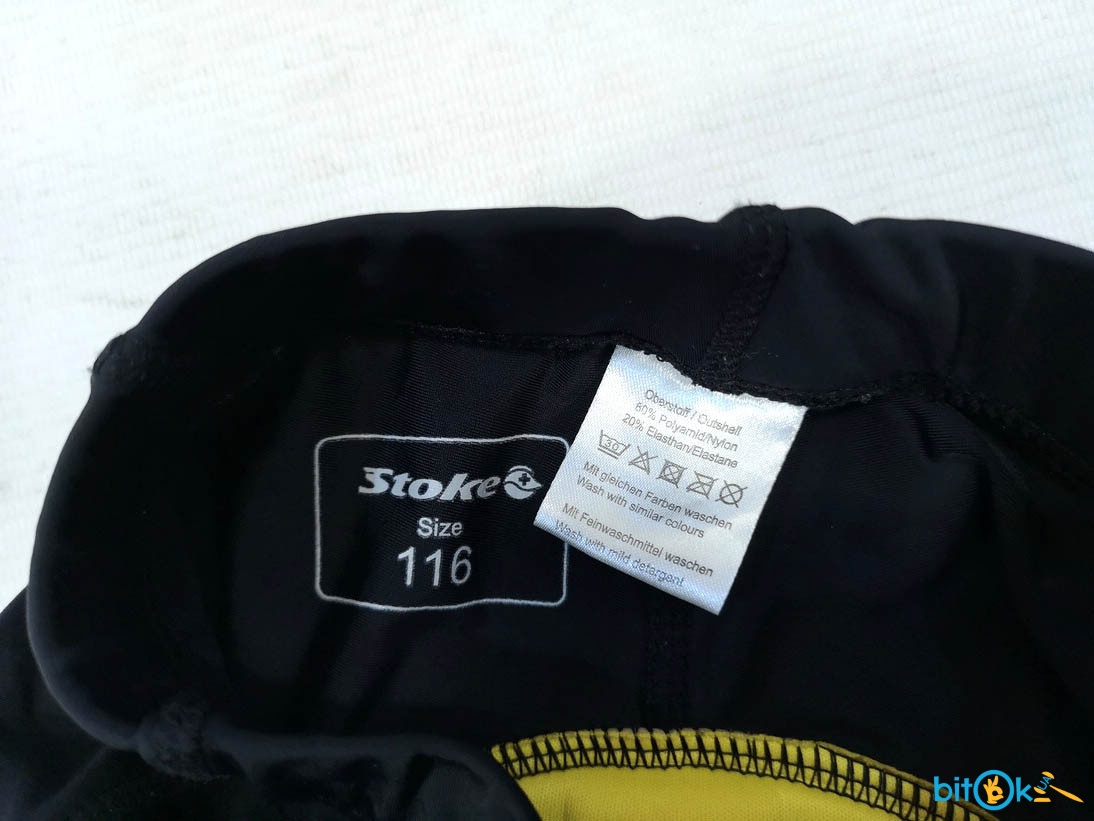 Stoke
Size
116
Oberstoff / Outshell
80% Polyamid/Nylon
20% Elasthan/Elastane
30
Mit gleichen Farben waschen
Wash with similar colours
Mit Feinwaschmittel waschen
Wash with mild detergent
bitOk
UA